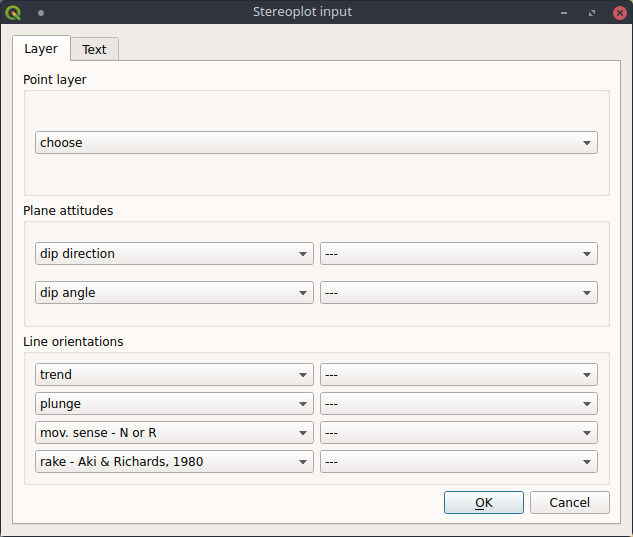 Stereoplot input
Layer Text
Point layer
choose
Plane attitudes
dip direction ---
dip angle ---
Line orientations
trend ---
plunge ---
mov. sense - N or R ---
rake - Aki & Richards, 1980 ---
OK Cancel